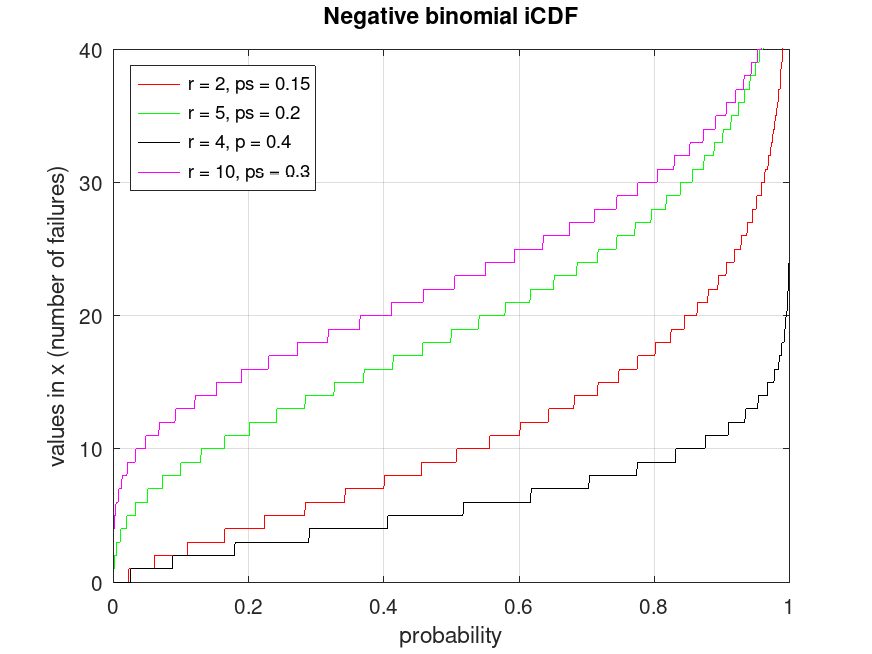 Negative binomial iCDF
40
30
20
10
0
values in x (number of failures)
r = 2, ps = 0.15
r = 5, ps = 0.2
r = 4, p = 0.4
r = 10, ps = 0.3
0
0.2
0.4
0.6
0.8
1
probability